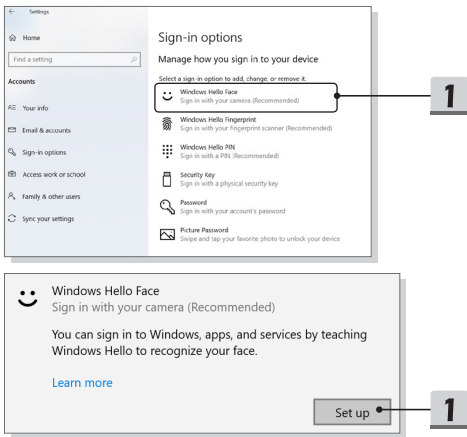 Settings
Home
Find a setting
Accounts
Your info
Email & accounts
Sign-in options
Access work or school
Family & other users
Sync your settings
Sign-in options
Manage how you sign in to your device
Select a sign-in option to add, change, or remove it.
Windows Hello Face
Sign in with your camera (Recommended)
1
Windows Hello Fingerprint
Sign in with your fingerprint scanner (Recommended)
Windows Hello PIN
Sign in with a PIN (Recommended)
Security Key
Sign in with a physical security key
Password
Sign in with your account's password
Picture Password
Swipe and tap your favorite photo to unlock your device
Windows Hello Face
Sign in with your camera (Recommended)
You can sign in to Windows, apps, and services by teaching
Windows Hello to recognize your face.
Learn more
Set up
1